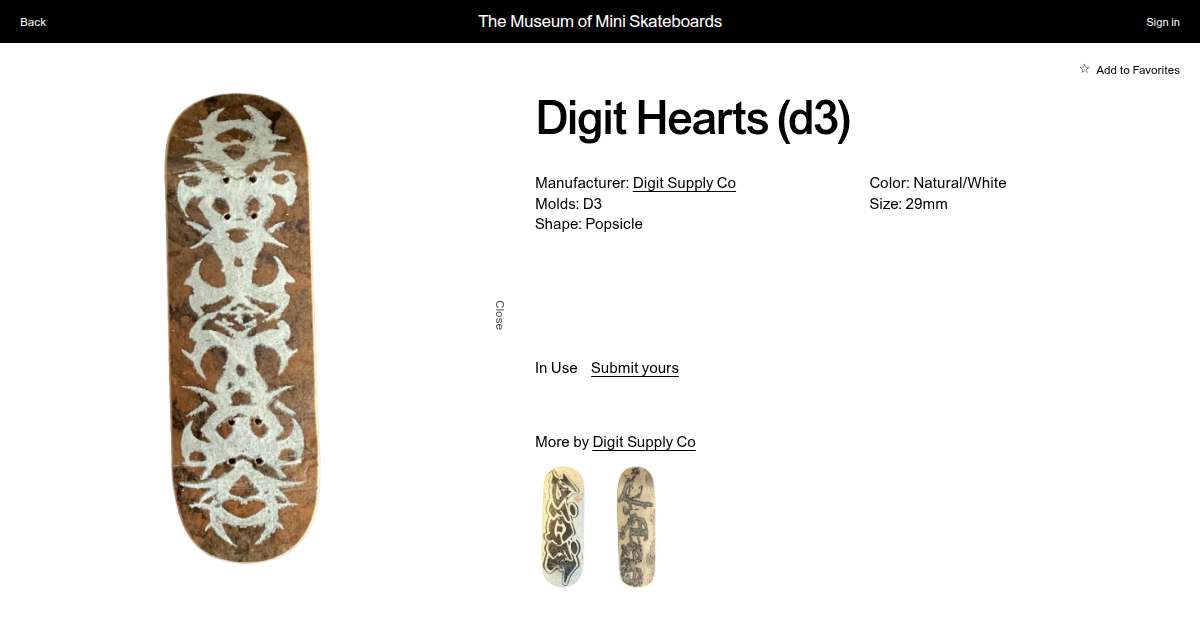 Back
The Museum of Mini Skateboards
Sign in
☆ Add to Favorites
Digit Hearts (d3)
Manufacturer: Digit Supply Co
Color: Natural/White
Molds: D3
Size: 29mm
Shape: Popsicle
Close
In Use Submit yours
More by Digit Supply Co